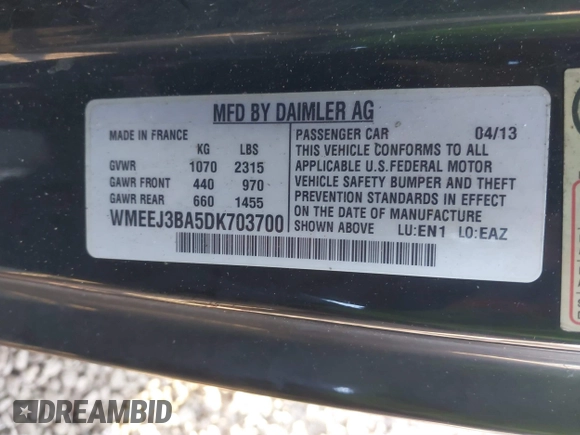 MFD BY DAIMLER AG
MADE IN FRANCE
KG LBS
GVWR 1070 2315
GAWR FRONT 440 970
GAWR REAR 660 1455
WMEEJ3BA5DK703700
PASSENGER CAR 04/13
THIS VEHICLE CONFORMS TO ALL
APPLICABLE U.S.FEDERAL MOTOR
VEHICLE SAFETY BUMPER AND THEFT
PREVENTION STANDARDS IN EFFECT
ON THE DATE OF MANUFACTURE
SHOWN ABOVE LU:EN1 LO:EAZ
DREAMBID